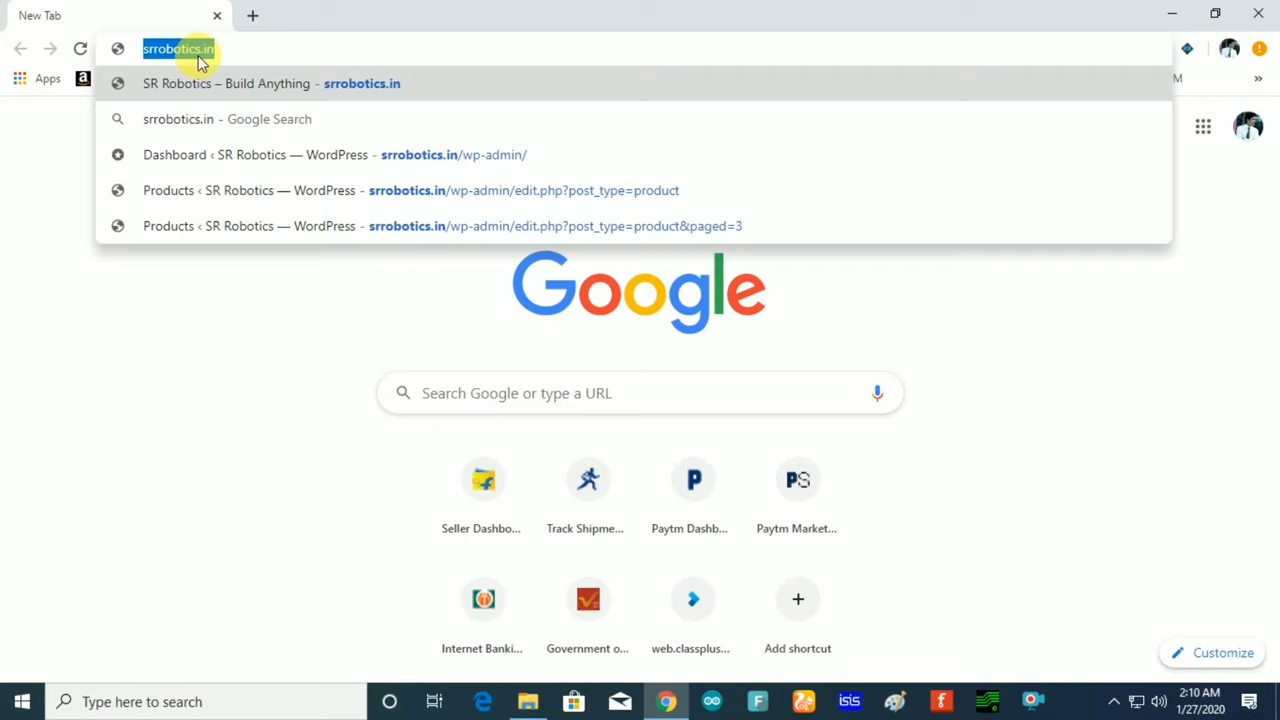 New Tab
srrobotics.in
Apps
SR Robotics – Build Anything - srrobotics.in
M
srrobotics.in - Google Search
Dashboard ‹ SR Robotics — WordPress - srrobotics.in/wp-admin/
Products ‹ SR Robotics — WordPress - srrobotics.in/wp-admin/edit.php?post_type=product
Products ‹ SR Robotics — WordPress - srrobotics.in/wp-admin/edit.php?post_type=product&paged=3
Google
Search Google or type a URL
Seller Dashbo...
Track Shipme...
Paytm Dashb...
Paytm Market...
Internet Banki...
Government o...
web.classplus...
Add shortcut
Customize
Type here to search
2:10 AM
1/27/2020